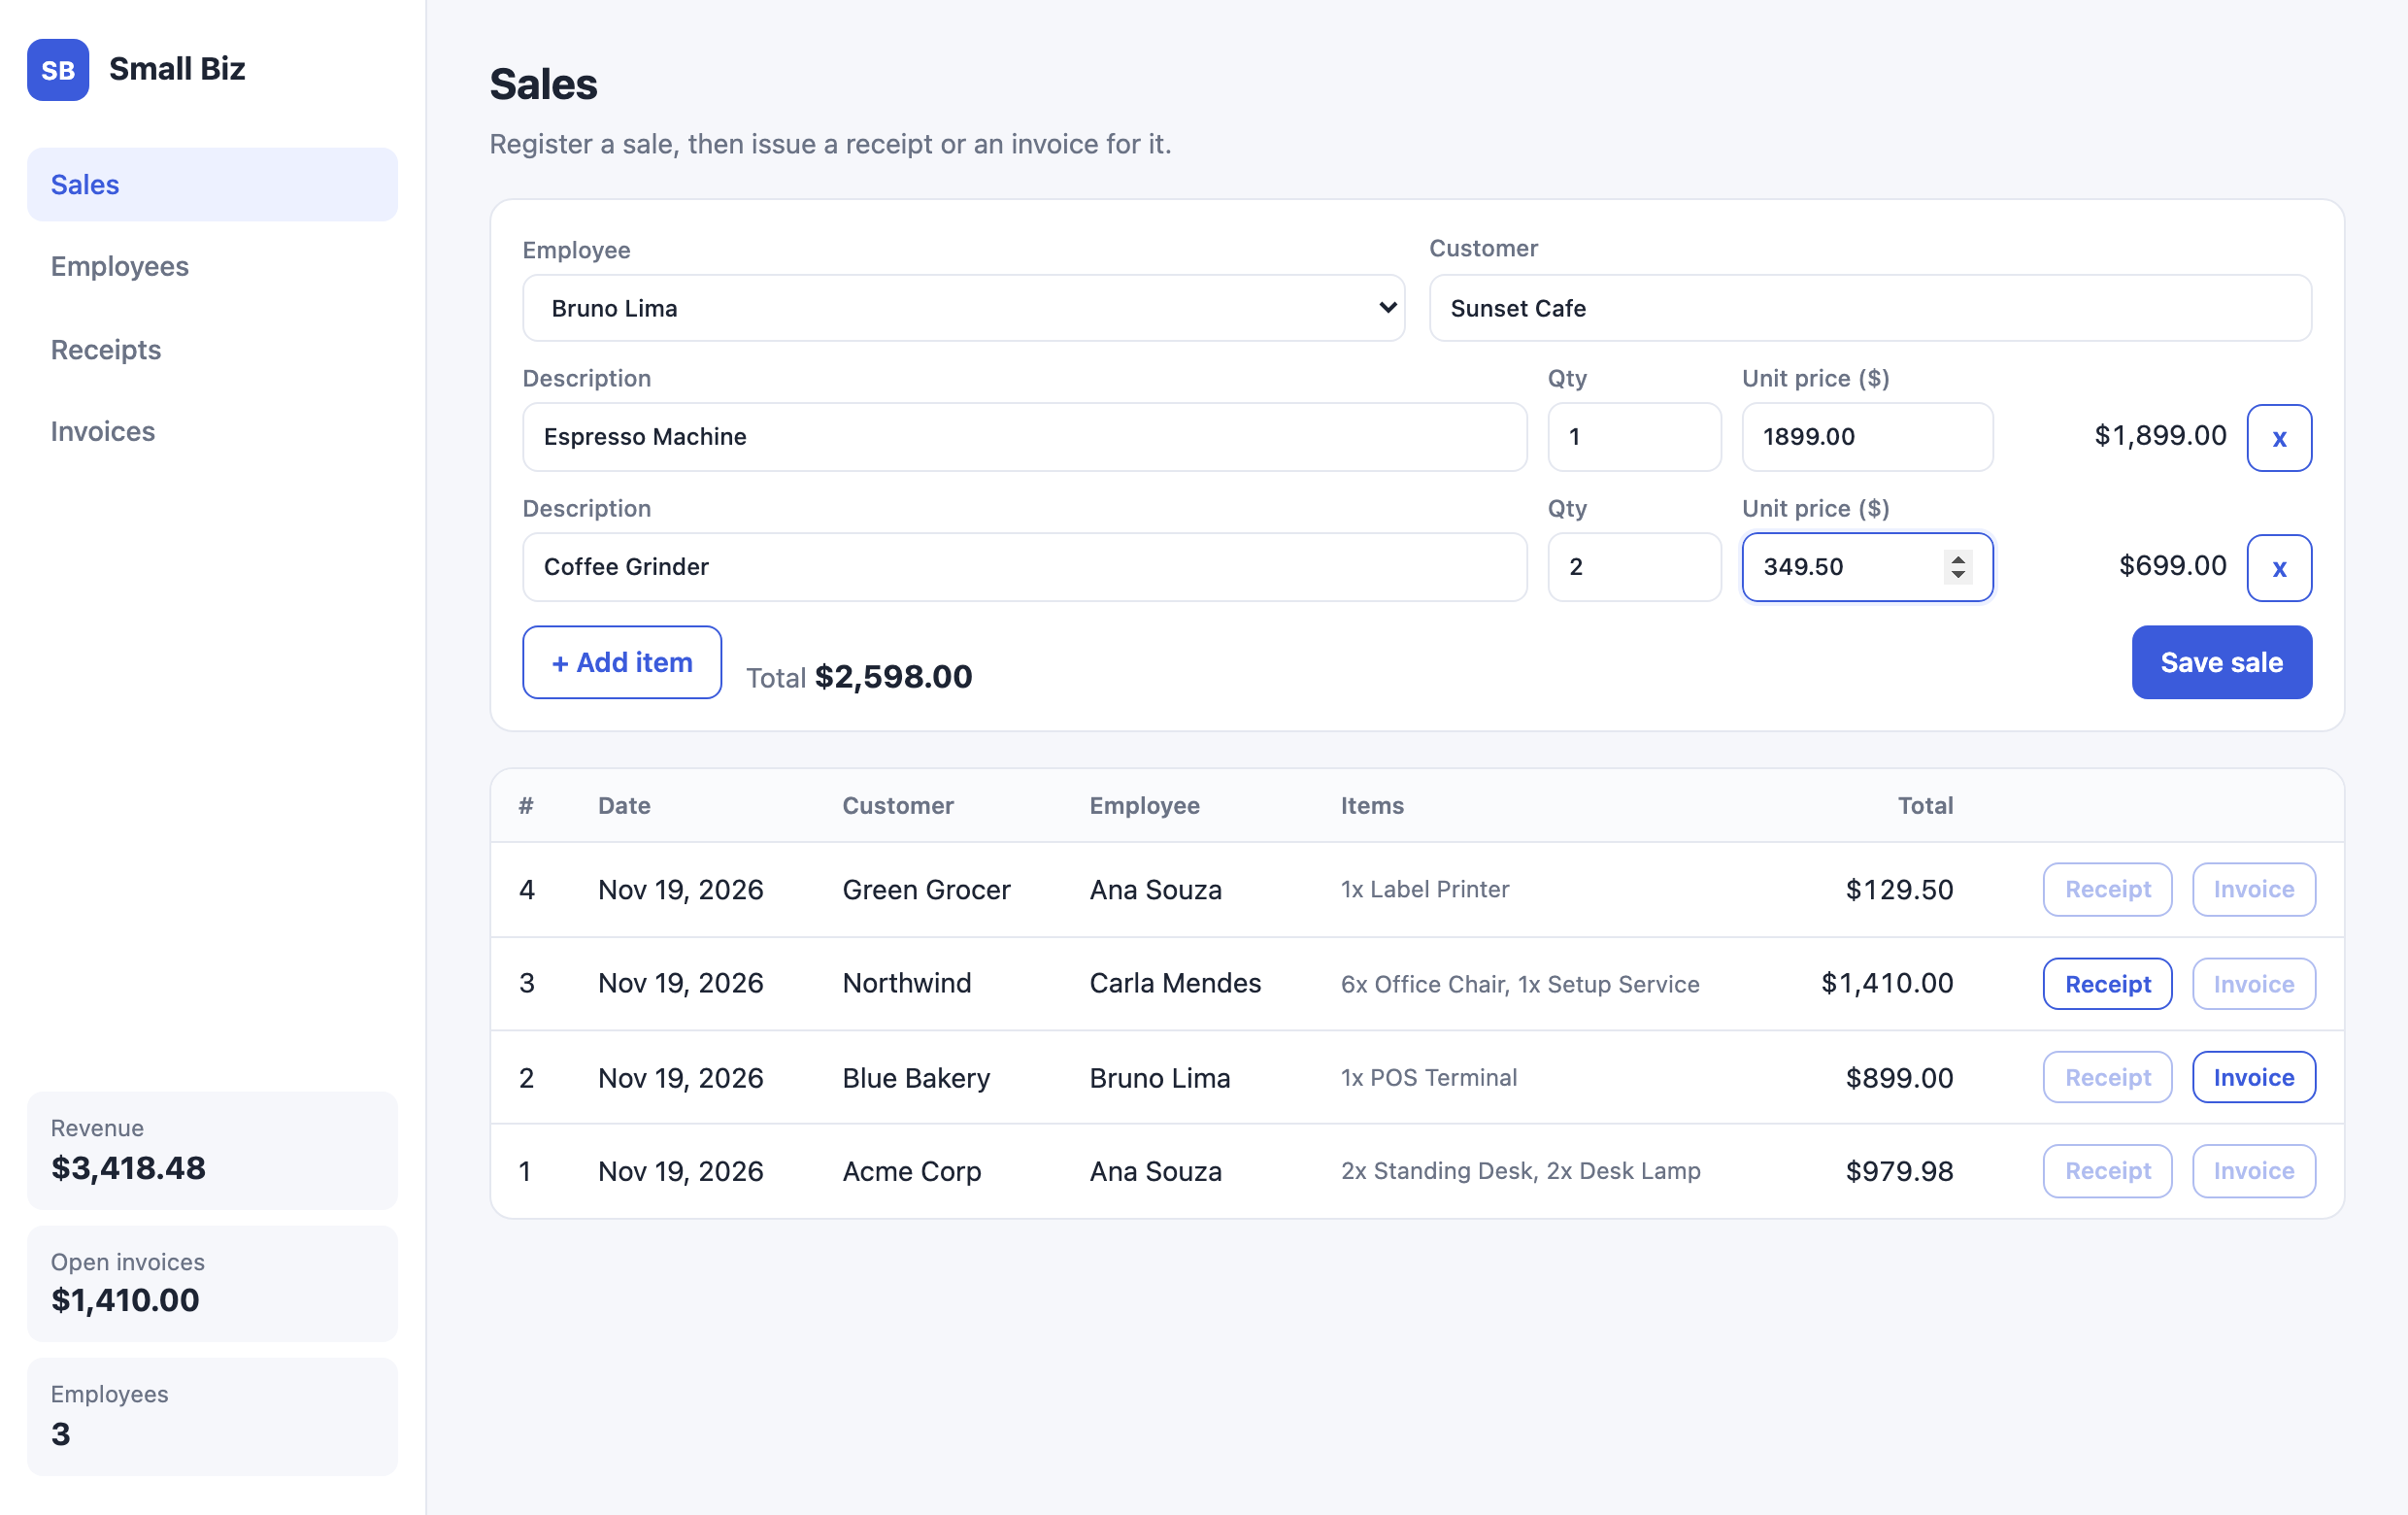 SB Small Biz
Sales
Employees
Receipts
Invoices
Revenue
$3,418.48
Open invoices
$1,410.00
Employees
3
Sales
Register a sale, then issue a receipt or an invoice for it.
Employee Customer
Bruno Lima Sunset Cafe
Description Qty Unit price ($)
Espresso Machine 1 1899.00 $1,899.00 x
Description Qty Unit price ($)
Coffee Grinder 2 349.50 $699.00 x
+ Add item Total $2,598.00 Save sale
# Date Customer Employee Items Total
4 Nov 19, 2026 Green Grocer Ana Souza 1x Label Printer $129.50 Receipt Invoice
3 Nov 19, 2026 Northwind Carla Mendes 6x Office Chair, 1x Setup Service $1,410.00 Receipt Invoice
2 Nov 19, 2026 Blue Bakery Bruno Lima 1x POS Terminal $899.00 Receipt Invoice
1 Nov 19, 2026 Acme Corp Ana Souza 2x Standing Desk, 2x Desk Lamp $979.98 Receipt Invoice